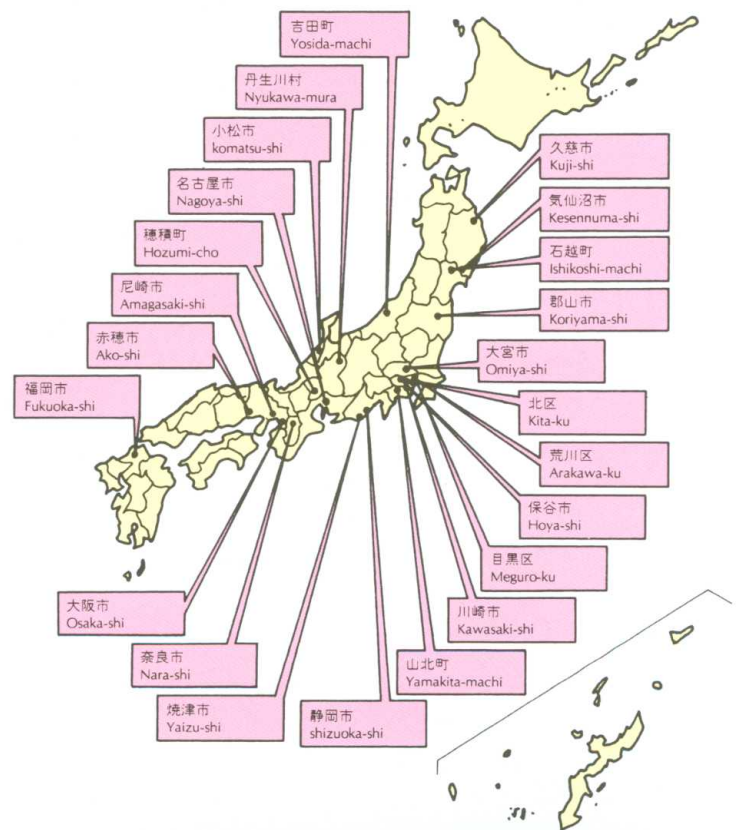 吉田町
Yosida-machi
丹生川村
Nyukawa-mura
小松市
komatsu-shi
名古屋市
Nagoya-shi
穂積町
Hozumi-cho
尼崎市
Amagasaki-shi
赤穂市
Ako-shi
福岡市
Fukuoka-shi
久慈市
Kuji-shi
気仙沼市
Kesennuma-shi
石越町
Ishikoshi-machi
郡山市
Koriyama-shi
大宮市
Omiya-shi
北区
Kita-ku
荒川区
Arakawa-ku
保谷市
Hoya-shi
目黒区
Meguro-ku
川崎市
Kawasaki-shi
山北町
Yamakita-machi
大阪市
Osaka-shi
奈良市
Nara-shi
焼津市
Yaizu-shi
静岡市
shizuoka-shi